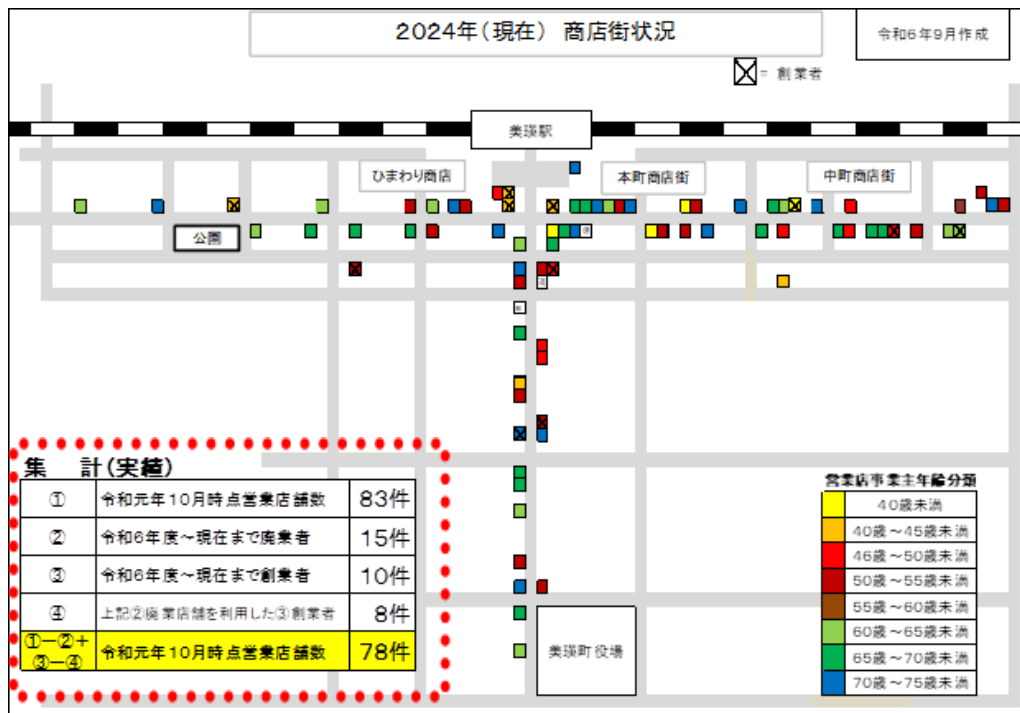 2024年(現在) 商店街状況
令和6年9月作成
= 創業者
美瑛駅
ひまわり商店
本町商店街
中町商店街
公園
集 計(実績)
① 令和元年10月時点営業店舗数 83件
② 令和6年度~現在まで廃業者 15件
③ 令和6年度~現在まで創業者 10件
④ 上記②廃業店舗を利用した③創業者 8件
①-②+③-④ 令和元年10月時点営業店舗数 78件
美瑛町役場
営業店事業主年齢分類
40歳未満
40歳~45歳未満
46歳~50歳未満
50歳~55歳未満
55歳~60歳未満
60歳~65歳未満
65歳~70歳未満
70歳~75歳未満